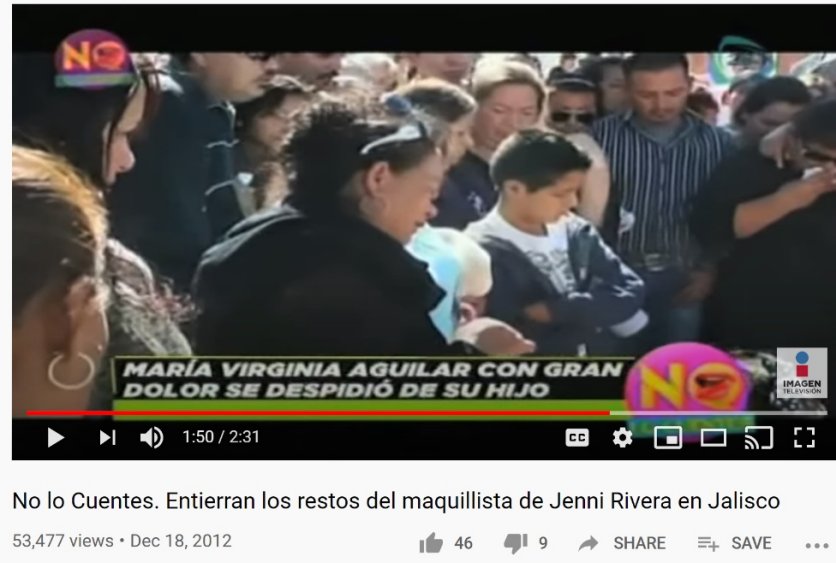 NO
MARÍA VIRGINIA AGUILAR CON GRAN
DOLOR SE DESPIDIÓ DE SU HIJO
NO
IMAGEN
TELEVISIÓN
1:50 / 2:31
CC
No lo Cuentes. Entierran los restos del maquillista de Jenni Rivera en Jalisco
53,477 views • Dec 18, 2012
46
9
SHARE
SAVE